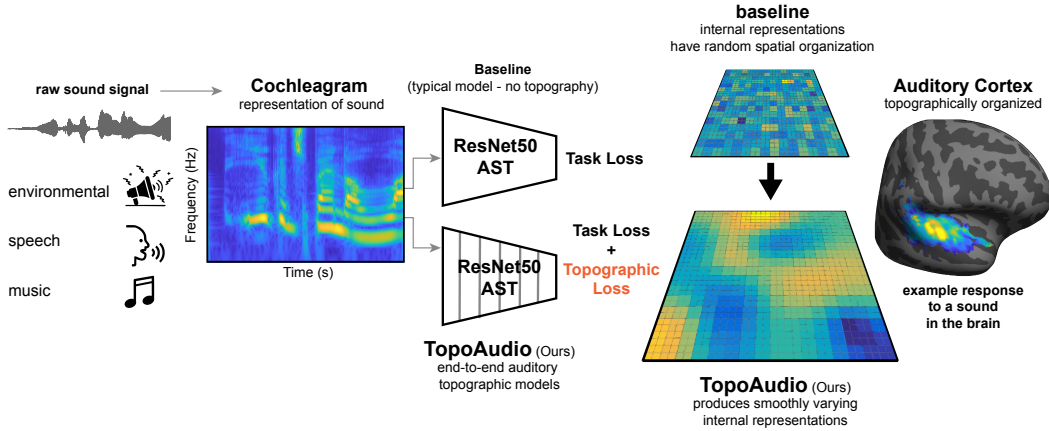 raw sound signal
environmental
speech
music
Cochleagram
representation of sound
Frequency (Hz)
Time (s)
Baseline
(typical model - no topography)
ResNet50
AST
Task Loss
ResNet50
AST
Task Loss
+
Topographic
Loss
TopoAudio (Ours)
end-to-end auditory
topographic models
baseline
internal representations
have random spatial organization
TopoAudio (Ours)
produces smoothly varying
internal representations
Auditory Cortex
topographically organized
example response
to a sound
in the brain